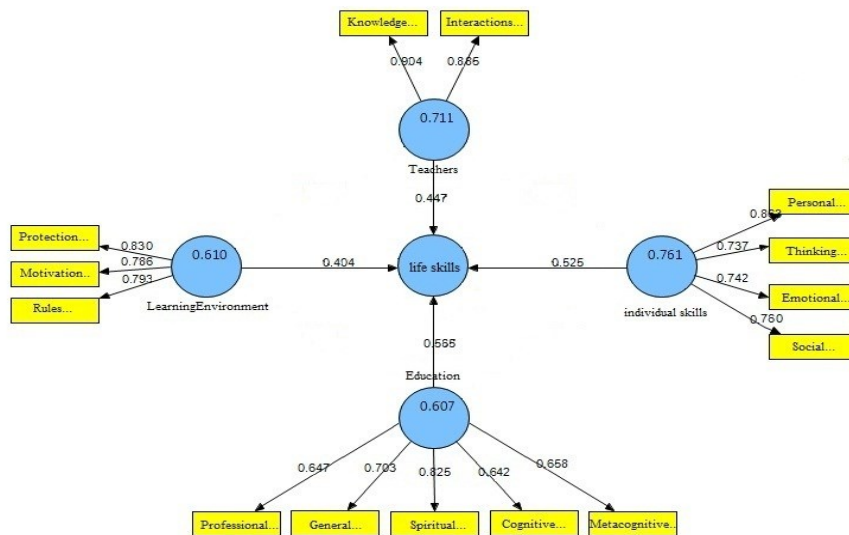 Knowledge... Interactions...
0.904 0.885
0.711
Teachers
0.447
Personal...
0.863
Protection...
0.830
Thinking...
0.737
0.610
0.761
life skills
Motivation..
0.786
0.404
0.525
0.742
Emotional...
0.793
Rules...
LearningEnvironment
individual skills
0.760
Social...
0.565
Education
0.607
0.647 0.703 0.825 0.642 0.658
Professional... General... Spiritual... Cognitive... Metacognitive..